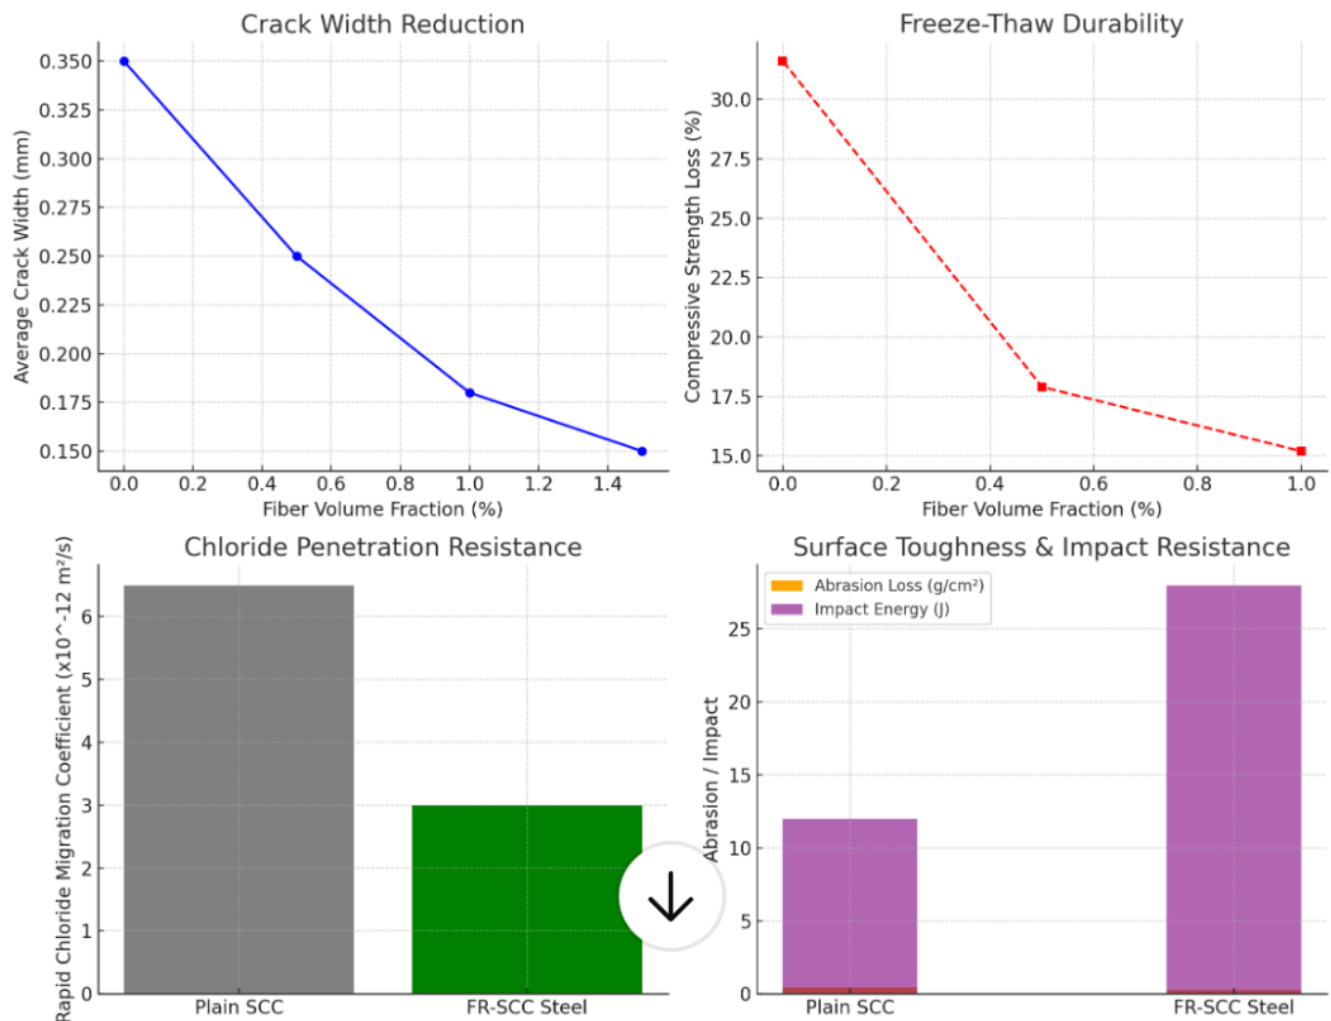 Crack Width Reduction
Average Crack Width (mm)
0.350
0.325
0.300
0.275
0.250
0.225
0.200
0.175
0.150
0.0 0.2 0.4 0.6 0.8 1.0 1.2 1.4
Fiber Volume Fraction (%)
Freeze-Thaw Durability
Compressive Strength Loss (%)
30.0
27.5
25.0
22.5
20.0
17.5
15.0
0.0 0.2 0.4 0.6 0.8 1.0
Fiber Volume Fraction (%)
Chloride Penetration Resistance
Rapid Chloride Migration Coefficient (x10^-12 m²/s)
6
5
4
3
2
1
0
Plain SCC FR-SCC Steel
Surface Toughness & Impact Resistance
Abrasion Loss (g/cm²)
Impact Energy (J)
Abrasion / Impact
25
20
15
10
5
0
Plain SCC FR-SCC Steel